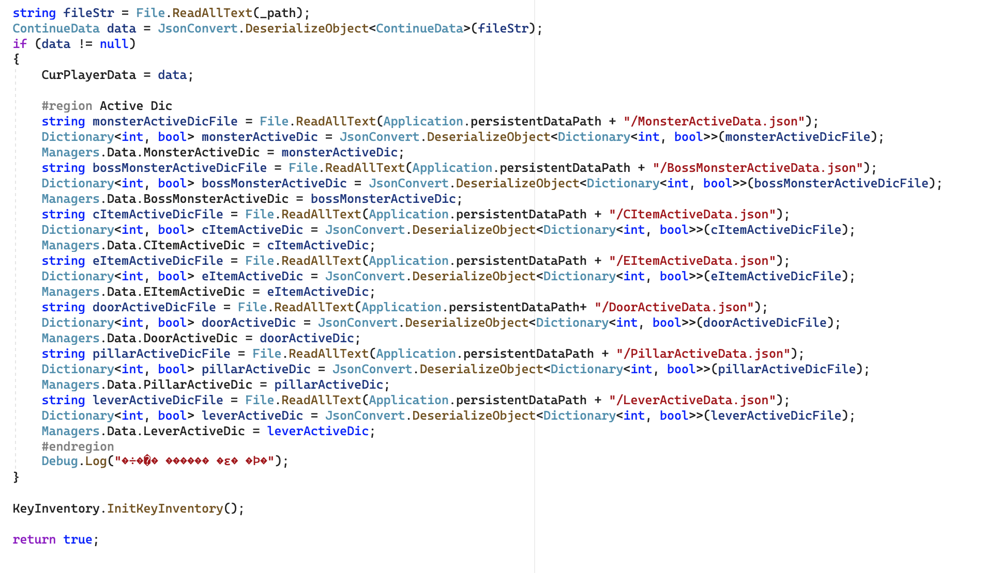 string fileStr = File.ReadAllText(_path);
ContinueData data = JsonConvert.DeserializeObject<ContinueData>(fileStr);
if (data != null)
{
    CurPlayerData = data;

    #region Active Dic
    string monsterActiveDicFile = File.ReadAllText(Application.persistentDataPath + "/MonsterActiveData.json");
    Dictionary<int, bool> monsterActiveDic = JsonConvert.DeserializeObject<Dictionary<int, bool>>(monsterActiveDicFile);
    Managers.Data.MonsterActiveDic = monsterActiveDic;
    string bossMonsterActiveDicFile = File.ReadAllText(Application.persistentDataPath + "/BossMonsterActiveData.json");
    Dictionary<int, bool> bossMonsterActiveDic = JsonConvert.DeserializeObject<Dictionary<int, bool>>(bossMonsterActiveDicFile);
    Managers.Data.BossMonsterActiveDic = bossMonsterActiveDic;
    string cItemActiveDicFile = File.ReadAllText(Application.persistentDataPath + "/CItemActiveData.json");
    Dictionary<int, bool> cItemActiveDic = JsonConvert.DeserializeObject<Dictionary<int, bool>>(cItemActiveDicFile);
    Managers.Data.CItemActiveDic = cItemActiveDic;
    string eItemActiveDicFile = File.ReadAllText(Application.persistentDataPath + "/EItemActiveData.json");
    Dictionary<int, bool> eItemActiveDic = JsonConvert.DeserializeObject<Dictionary<int, bool>>(eItemActiveDicFile);
    Managers.Data.EItemActiveDic = eItemActiveDic;
    string doorActiveDicFile = File.ReadAllText(Application.persistentDataPath+ "/DoorActiveData.json");
    Dictionary<int, bool> doorActiveDic = JsonConvert.DeserializeObject<Dictionary<int, bool>>(doorActiveDicFile);
    Managers.Data.DoorActiveDic = doorActiveDic;
    string pillarActiveDicFile = File.ReadAllText(Application.persistentDataPath + "/PillarActiveData.json");
    Dictionary<int, bool> pillarActiveDic = JsonConvert.DeserializeObject<Dictionary<int, bool>>(pillarActiveDicFile);
    Managers.Data.PillarActiveDic = pillarActiveDic;
    string leverActiveDicFile = File.ReadAllText(Application.persistentDataPath + "/LeverActiveData.json");
    Dictionary<int, bool> leverActiveDic = JsonConvert.DeserializeObject<Dictionary<int, bool>>(leverActiveDicFile);
    Managers.Data.LeverActiveDic = leverActiveDic;
    #endregion
    Debug.Log("�÷��̾� ������ �ε� �Ϸ�");
}

KeyInventory.InitKeyInventory();

return true;